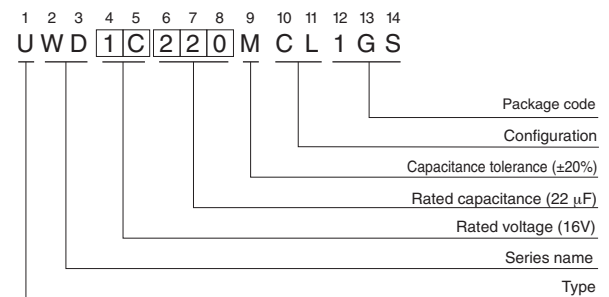 1 2 3 4 5 6 7 8 9 10 11 12 13 14
U W D 1 C 2 2 0 M C L 1 G S
Package code
Configuration
Capacitance tolerance (±20%)
Rated capacitance (22 μF)
Rated voltage (16V)
Series name
Type